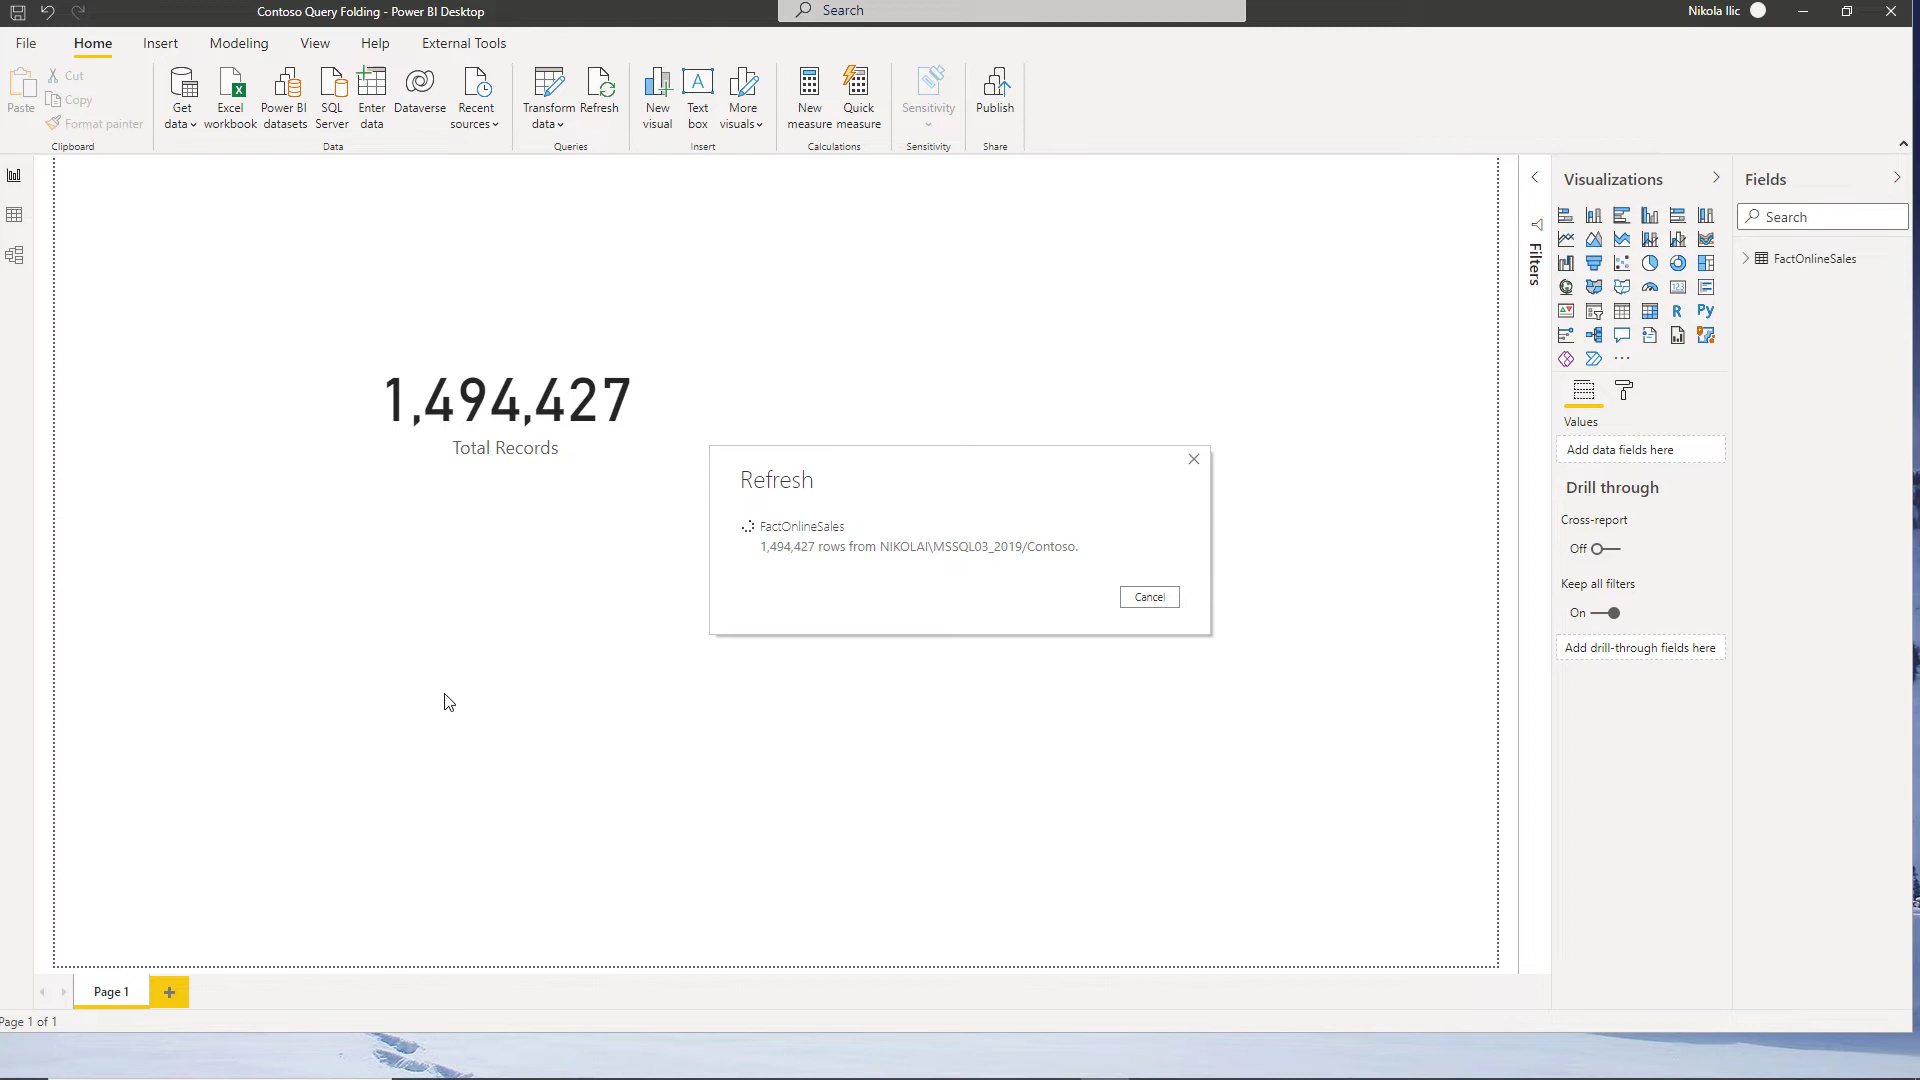 Contoso Query Folding - Power BI Desktop
Search
Nikola Ilic
File
Home
Insert
Modeling
View
Help
External Tools
Paste
Cut
Copy
Format painter
Clipboard
Get data
Excel workbook
Power BI datasets
SQL Server
Enter data
Dataverse
Recent sources
Data
Transform data
Refresh
Queries
New visual
Text box
More visuals
Insert
New measure
Quick measure
Calculations
Sensitivity
Sensitivity
Publish
Share
1,494,427
Total Records
Refresh
FactOnlineSales
1,494,427 rows from NIKOLAI\MSSQL03_2019/Contoso.
Cancel
Filters
Visualizations
123
R
Py
Values
Add data fields here
Drill through
Cross-report
Off
Keep all filters
On
Add drill-through fields here
Fields
Search
FactOnlineSales
Page 1
Page 1 of 1